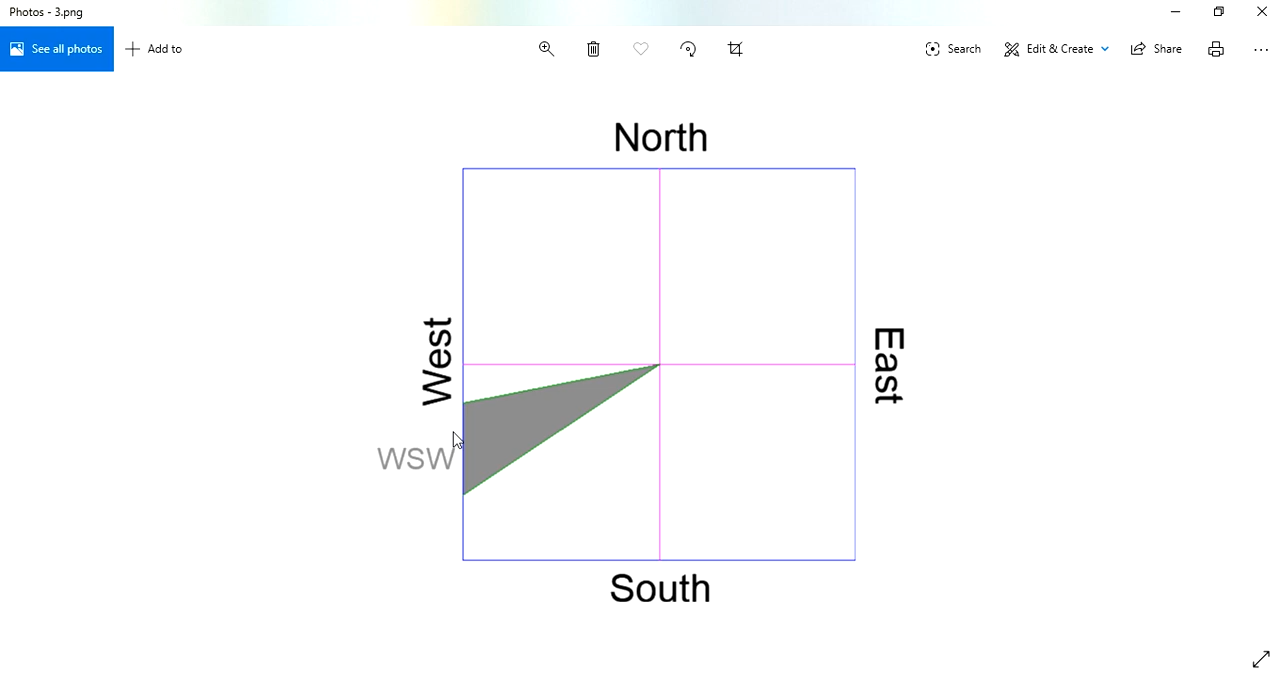 Photos - 3.png
See all photos
Add to
Search
Edit & Create
Share
North
West
East
WSW
South